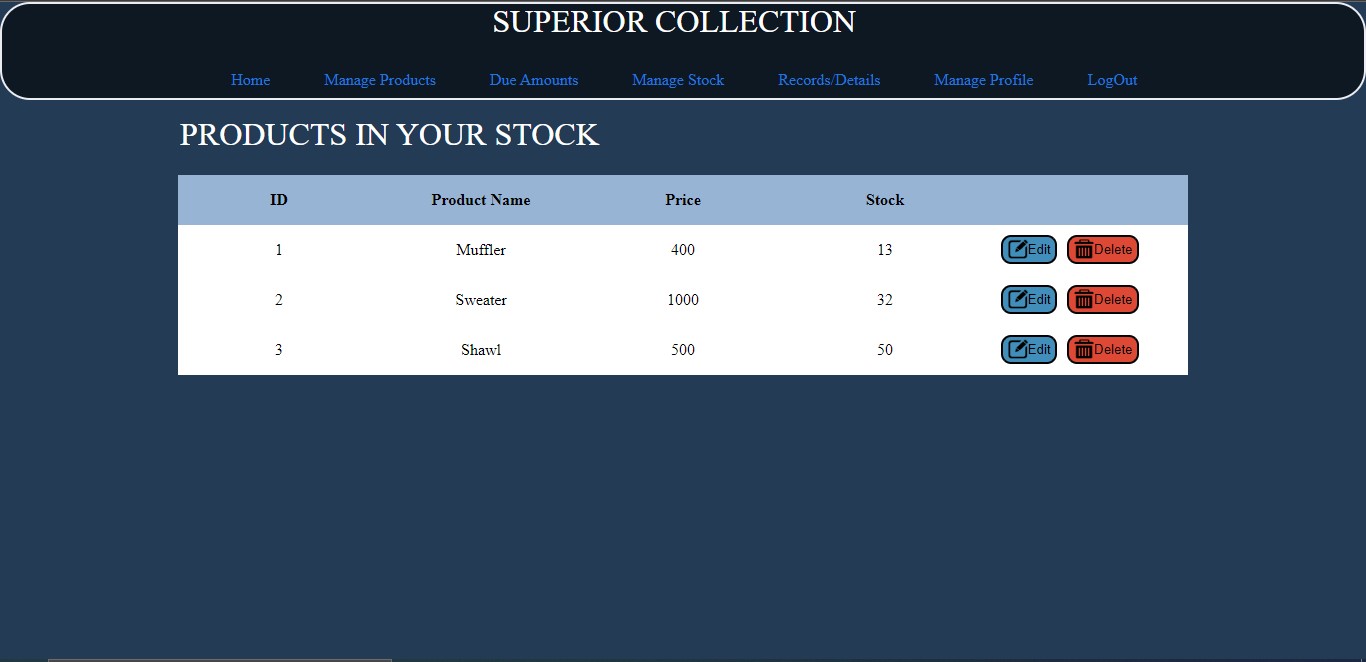 SUPERIOR COLLECTION
Home Manage Products Due Amounts Manage Stock Records/Details Manage Profile LogOut
PRODUCTS IN YOUR STOCK
ID Product Name Price Stock
1 Muffler 400 13 Edit Delete
2 Sweater 1000 32 Edit Delete
3 Shawl 500 50 Edit Delete